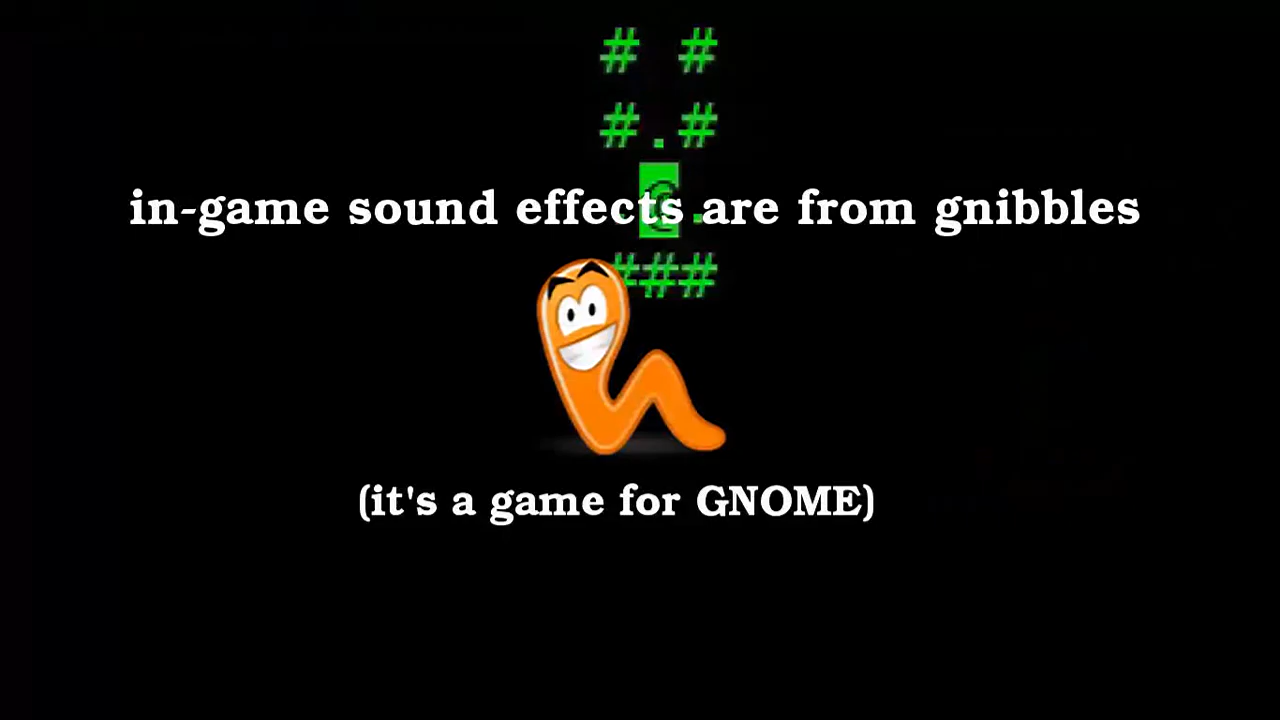 # #
#.#
in-game sound effects are from gnibbles
@.
###
(it's a game for GNOME)